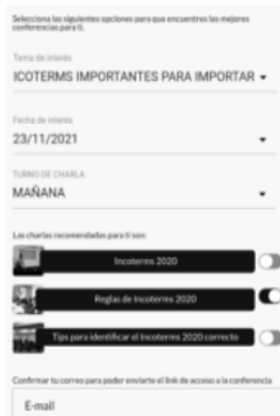 Selecciona las siguientes opciones para que encuentres las mejores
conferencias para ti.
Tema de interés
ICOTERMS IMPORTANTES PARA IMPORTAR
Fecha de interés
23/11/2021
TURNO DE CHARLA
MAÑANA
Las charlas recomendadas para ti son:
Incoterms 2020
Reglas de Incoterms 2020
Tips para identificar el Incoterms 2020 correcto
Confirmar tu correo para poder enviarte el link de acceso a la conferencia
E-mail